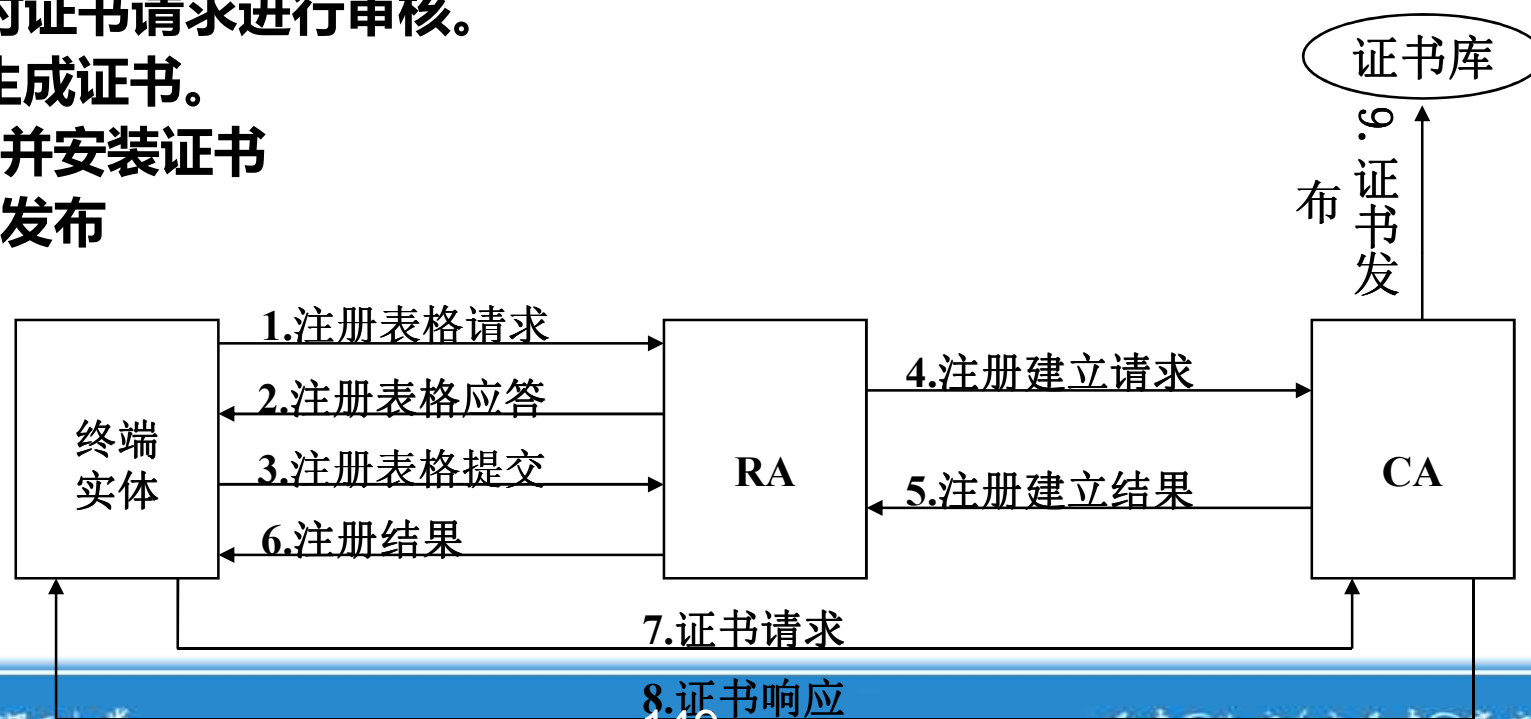 对证书请求进行审核。
生成证书。
并安装证书
发布
证书库
9. 证书发布
1.注册表格请求
2.注册表格应答
3.注册表格提交
6.注册结果
终端
实体
RA
4.注册建立请求
5.注册建立结果
CA
7.证书请求
8.证书响应